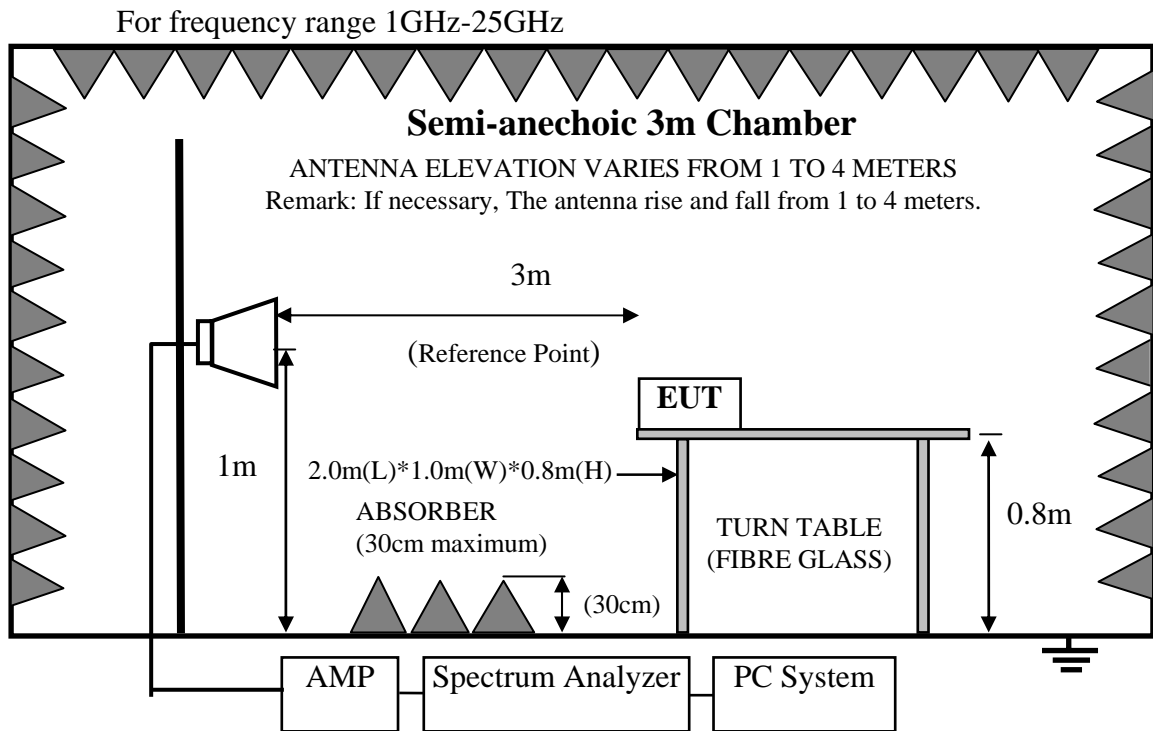 For frequency range 1GHz-25GHz
Semi-anechoic 3m Chamber
ANTENNA ELEVATION VARIES FROM 1 TO 4 METERS
Remark: If necessary, The antenna rise and fall from 1 to 4 meters.
3m
(Reference Point)
EUT
1m
2.0m(L)*1.0m(W)*0.8m(H)
ABSORBER
(30cm maximum)
(30cm)
TURN TABLE
(FIBRE GLASS)
0.8m
AMP
Spectrum Analyzer
PC System